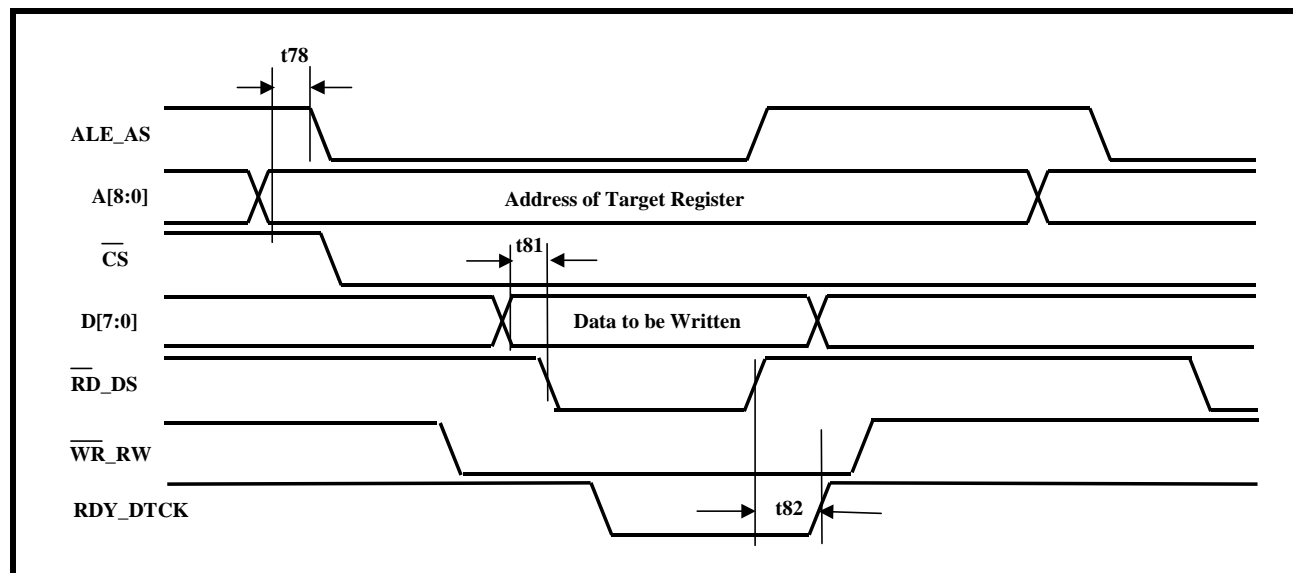 t78
ALE_AS
A[8:0]
Address of Target Register
CS
t81
D[7:0]
Data to be Written
RD_DS
WR_RW
RDY_DTCK
t82